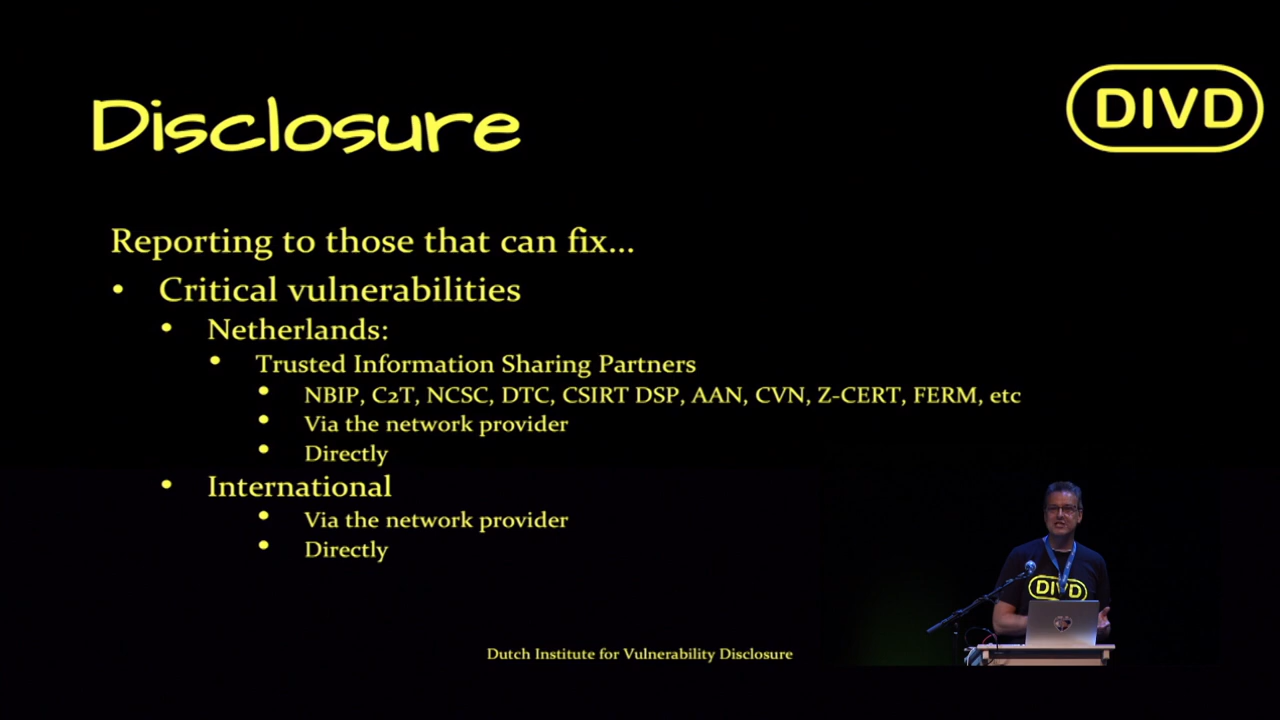 Disclosure
DIVD
Reporting to those that can fix...
• Critical vulnerabilities
• Netherlands:
• Trusted Information Sharing Partners
• NBIP, C2T, NCSC, DTC, CSIRT DSP, AAN, CVN, Z-CERT, FERM, etc
• Via the network provider
• Directly
• International
• Via the network provider
• Directly
DIVD
Dutch Institute for Vulnerability Disclosure